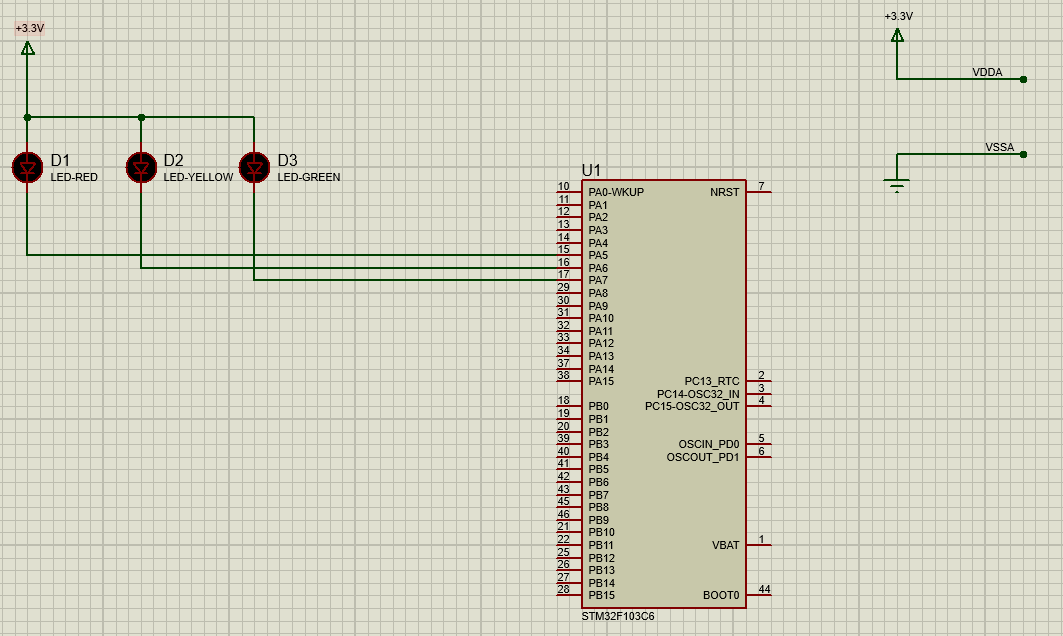 +3.3V
+3.3V
VDDA
VSSA
D1
LED-RED
D2
LED-YELLOW
D3
LED-GREEN
U1
10 PA0-WKUP NRST 7
11 PA1
12 PA2
13 PA3
14 PA4
15 PA5
16 PA6
17 PA7
29 PA8
30 PA9
31 PA10
32 PA11
33 PA12
34 PA13
37 PA14
38 PA15 PC13_RTC 2
PC14-OSC32_IN 3
18 PB0 PC15-OSC32_OUT 4
19 PB1
20 PB2
39 PB3 OSCIN_PD0 5
40 PB4 OSCOUT_PD1 6
41 PB5
42 PB6
43 PB7
45 PB8
46 PB9
21 PB10
22 PB11 VBAT 1
25 PB12
26 PB13
27 PB14
28 PB15 BOOT0 44
STM32F103C6